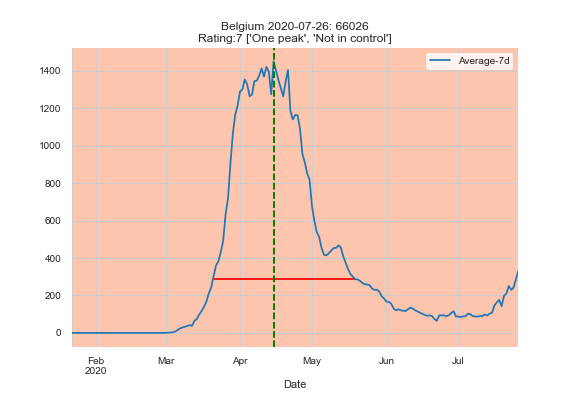 Belgium 2020-07-26: 66026
Rating:7 ['One peak', 'Not in control']
Average-7d
1400
1200
1000
800
600
400
200
0
Feb Mar Apr May Jun Jul
2020
Date